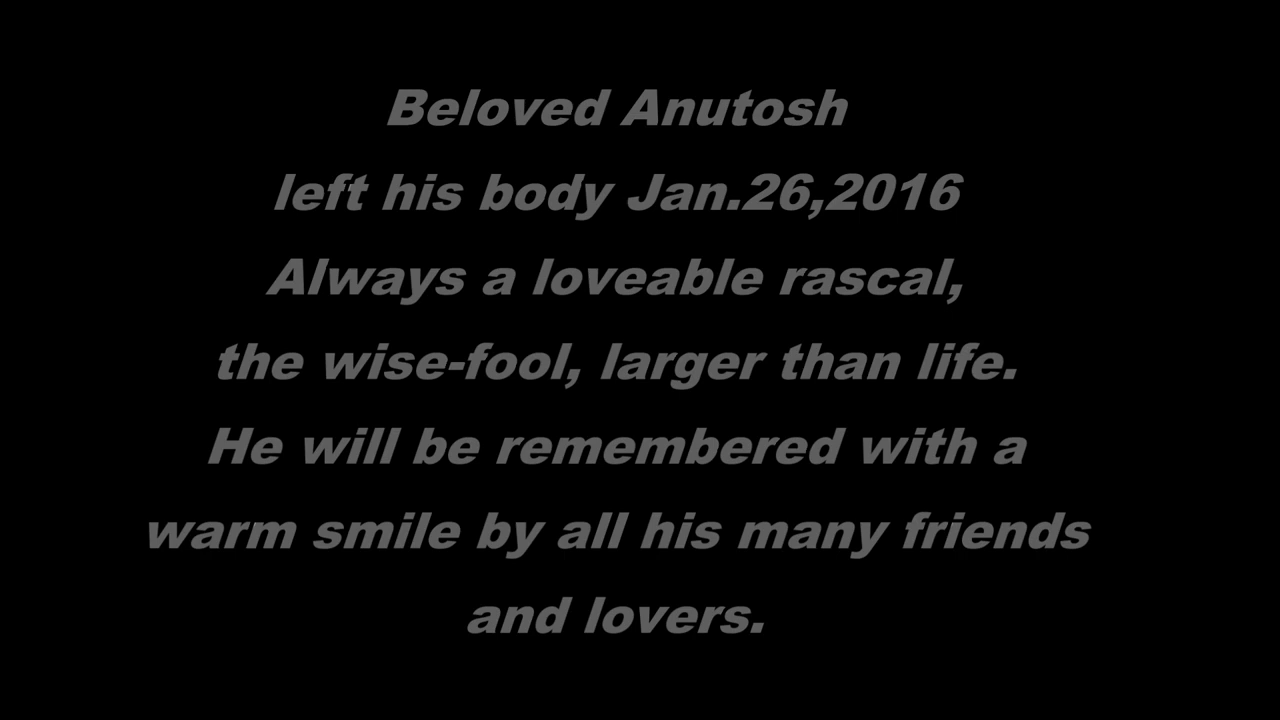 Beloved Anutosh
left his body Jan.26,2016
Always a loveable rascal,
the wise-fool, larger than life.
He will be remembered with a
warm smile by all his many friends
and lovers.